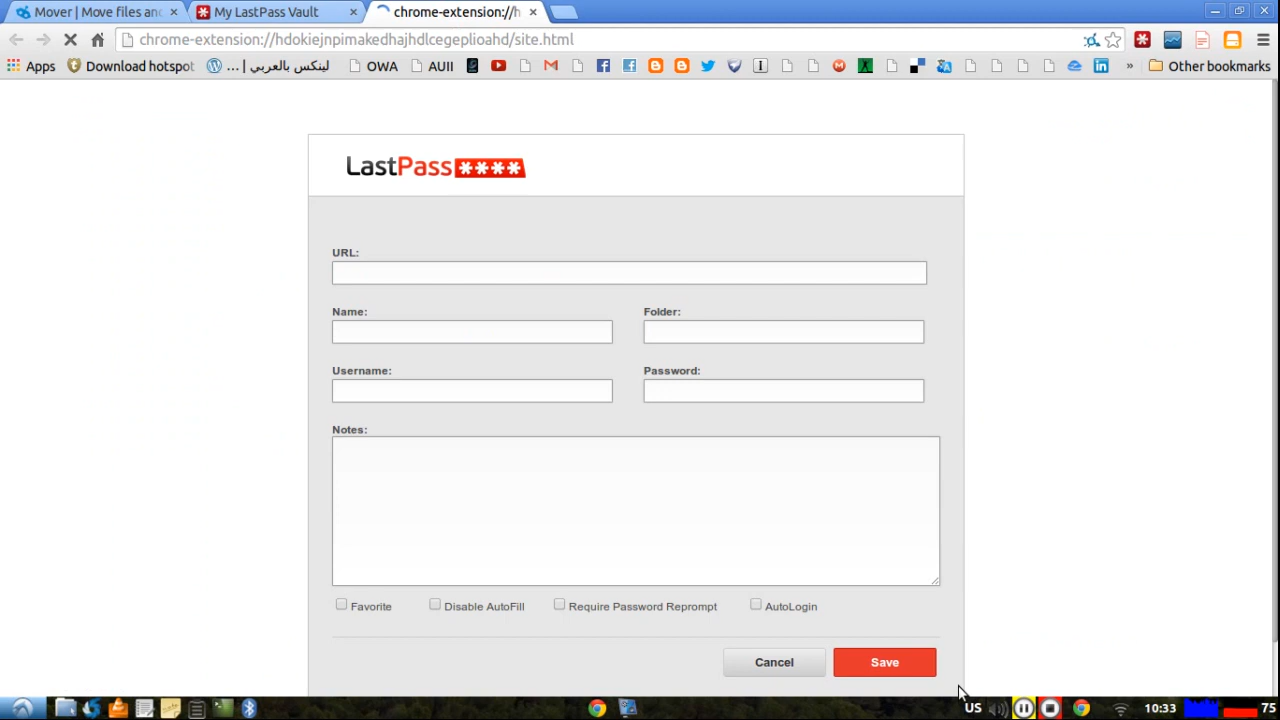 Mover | Move files and
My LastPass Vault
chrome-extension://h
chrome-extension://hdokiejnpimakedhajhdlcegeplioahd/site.html
Apps
Download hotspot
لينكس بالعربي | ...
OWA
AUI!
Other bookmarks
LastPass ****
URL:
Name:
Folder:
Username:
Password:
Notes:
Favorite
Disable AutoFill
Require Password Reprompt
AutoLogin
Cancel
Save
US
10:33
75